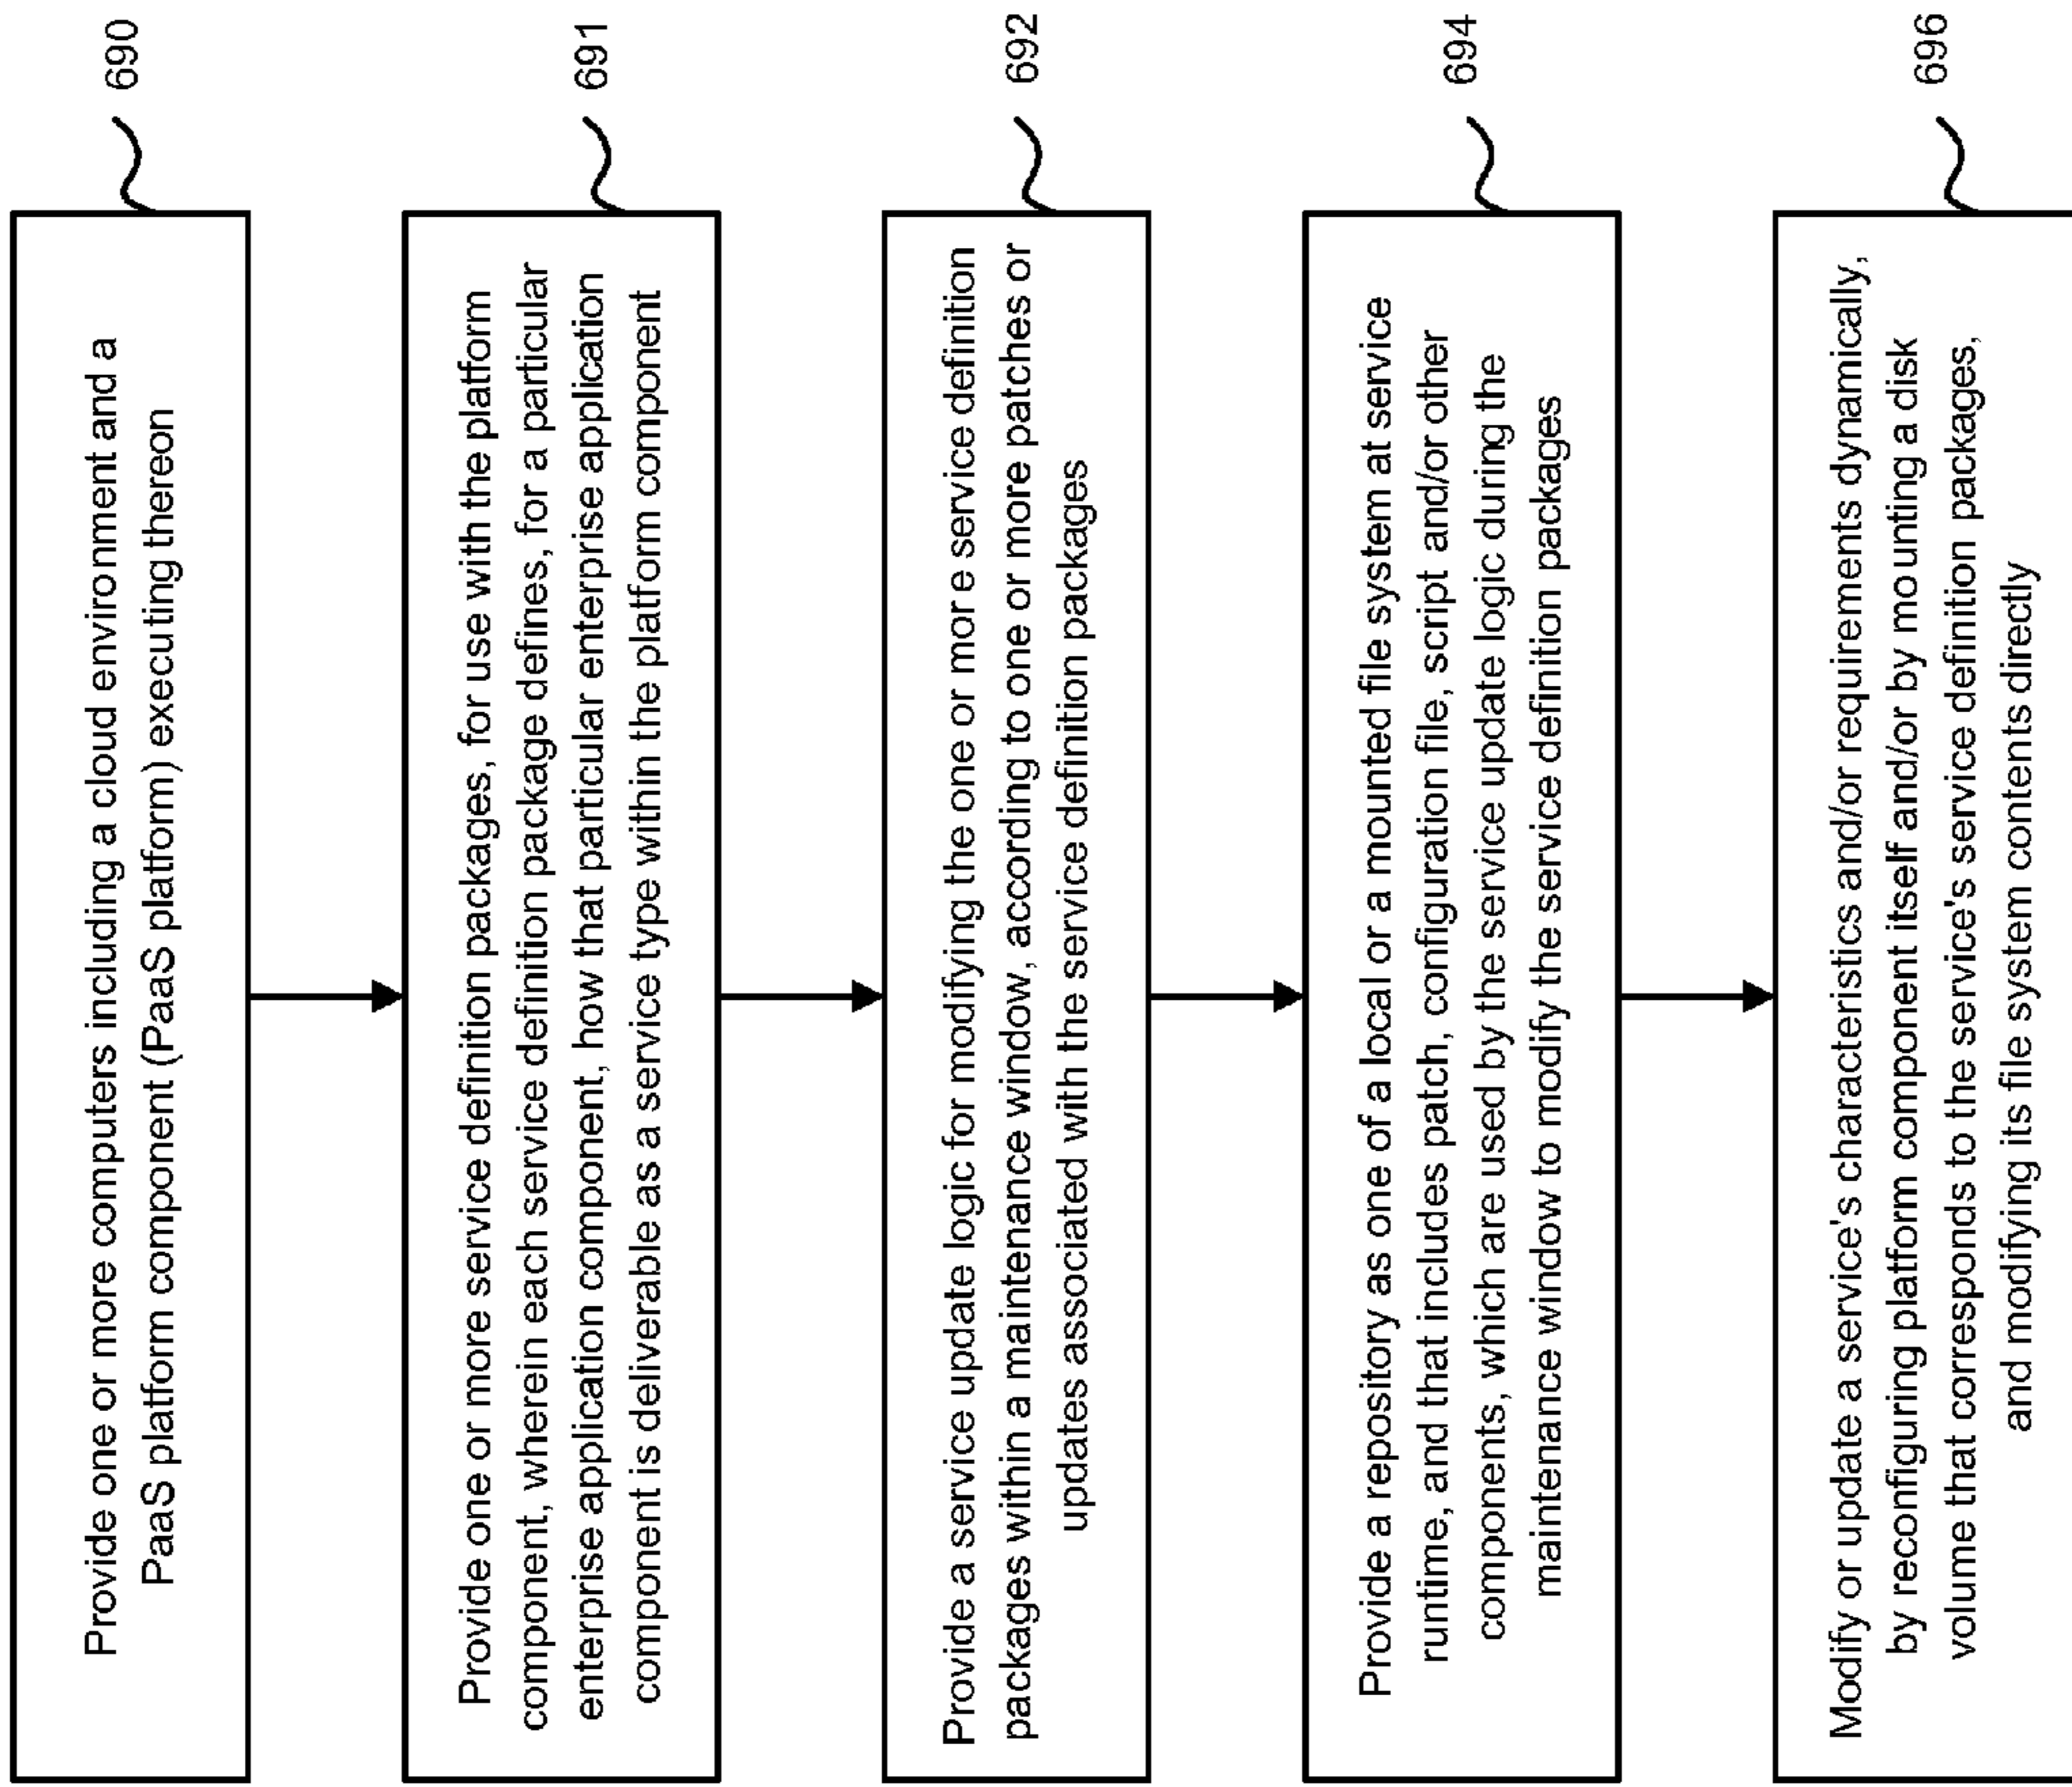 Provide one or more computers including a cloud environment and a
PaaS platform component (PaaS platform) executing thereon
690
Provide one or more service definition packages, for use with the platform
component, wherein each service definition package defines, for a particular
enterprise application component, how that particular enterprise application
component is deliverable as a service type within the platform component
691
Provide a service update logic for modifying the one or more service definition
packages within a maintenance window, according to one or more patches or
updates associated with the service definition packages
692
Provide a repository as one of a local or a mounted file system at service
runtime, and that includes patch, configuration file, script and/or other
components, which are used by the service update logic during the
maintenance window to modify the service definition packages
694
Modify or update a service's characteristics and/or requirements dynamically,
by reconfiguring platform component itself and/or by mounting a disk
volume that corresponds to the service's service definition packages,
and modifying its file system contents directly
696